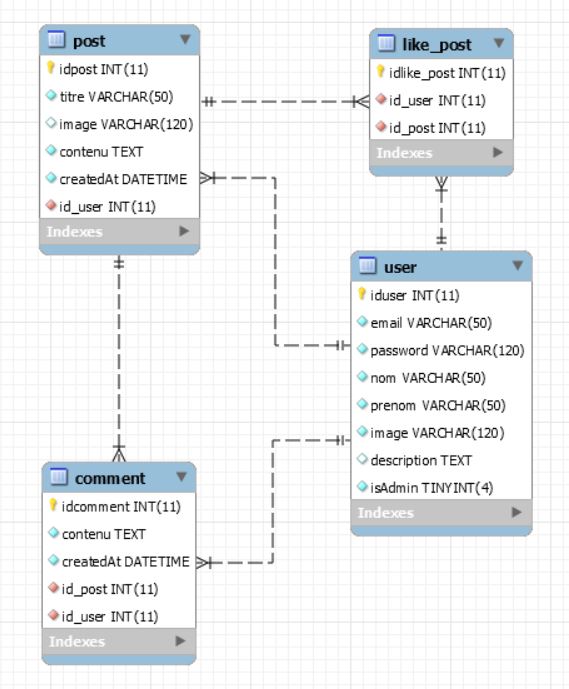 post
idpost INT(11)
titre VARCHAR(50)
image VARCHAR(120)
contenu TEXT
createdAt DATETIME
id_user INT(11)
Indexes
like_post
idlike_post INT(11)
id_user INT(11)
id_post INT(11)
Indexes
user
iduser INT(11)
email VARCHAR(50)
password VARCHAR(120)
nom VARCHAR(50)
prenom VARCHAR(50)
image VARCHAR(120)
description TEXT
isAdmin TINYINT(4)
Indexes
comment
idcomment INT(11)
contenu TEXT
createdAt DATETIME
id_post INT(11)
id_user INT(11)
Indexes